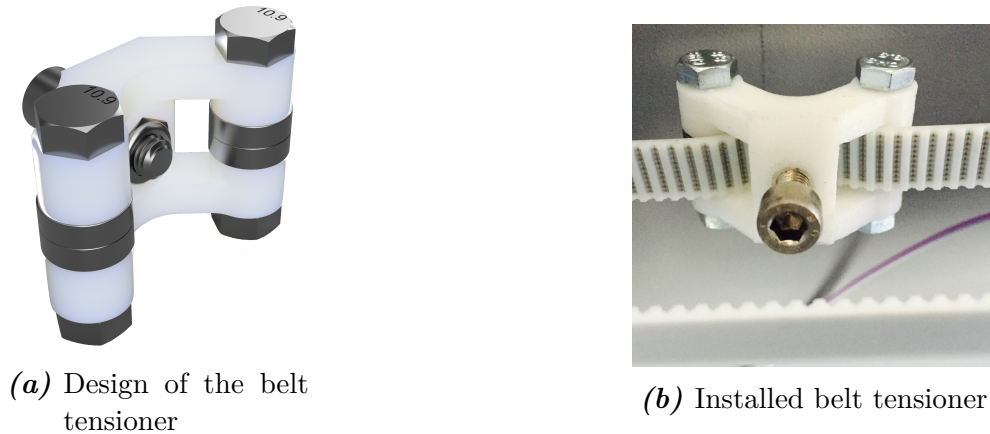 10.9
10.9
(a) Design of the belt
tensioner
(b) Installed belt tensioner